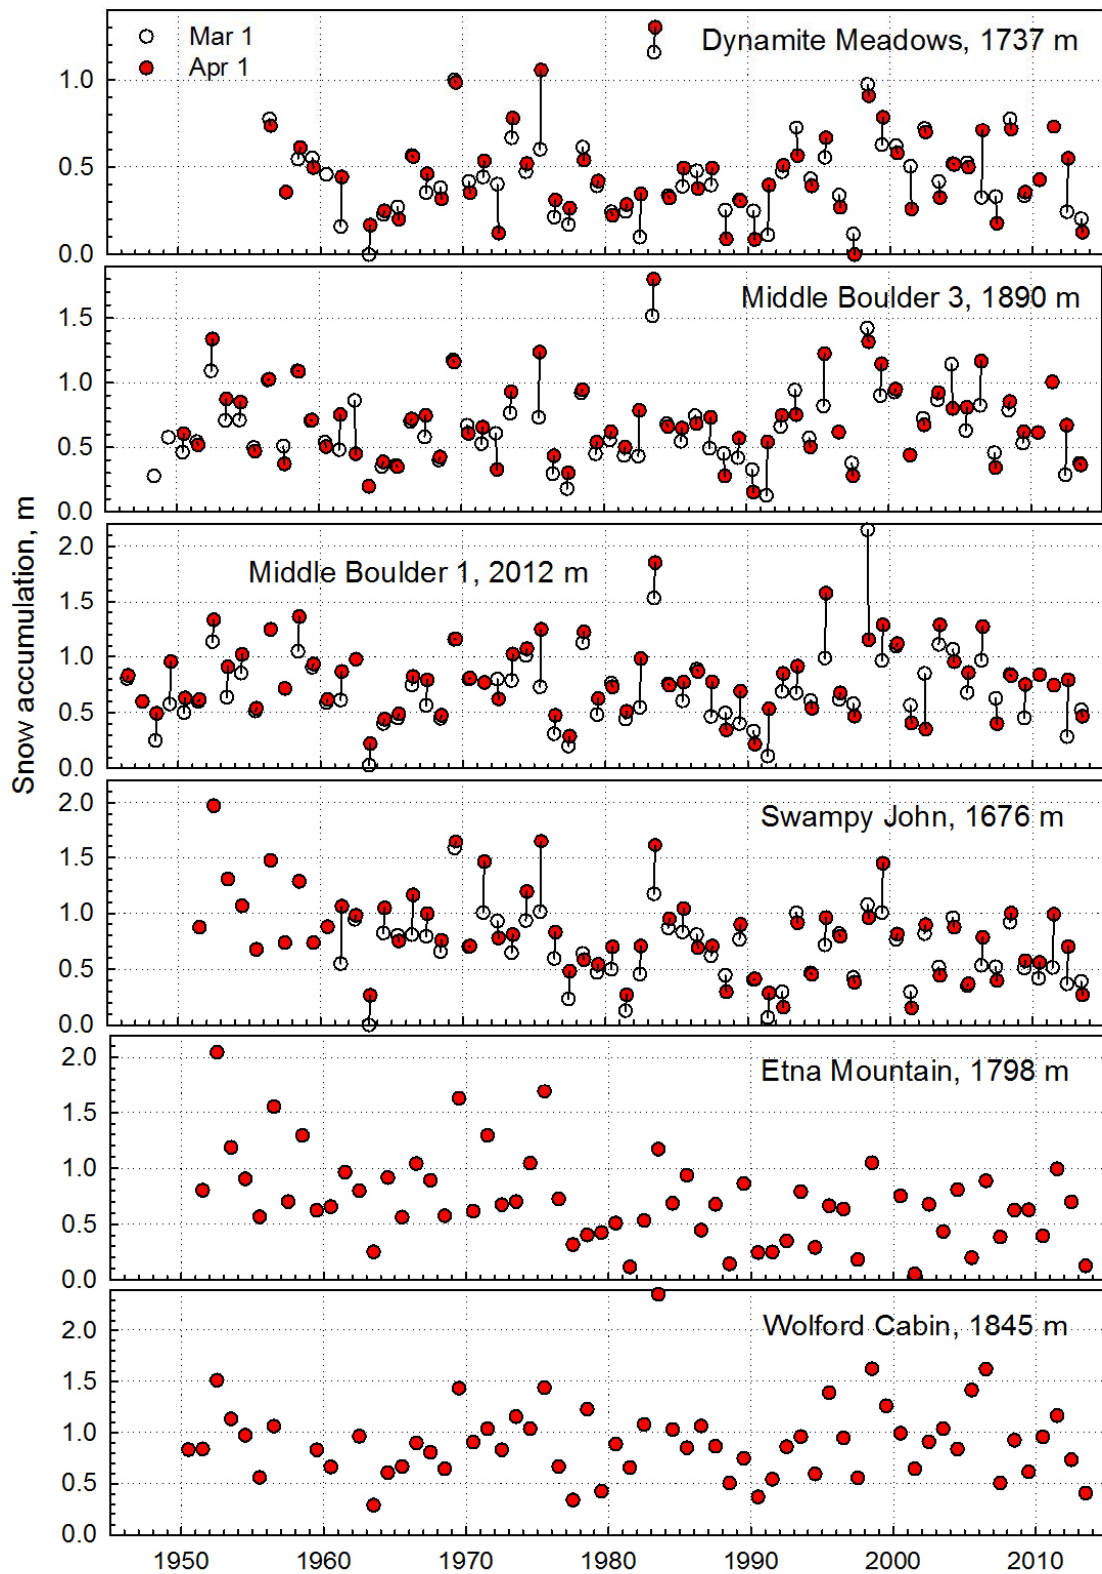 Mar 1
Apr 1
Dynamite Meadows, 1737 m
1.0
0.5
0.0
Middle Boulder 3, 1890 m
1.5
1.0
0.5
0.0
Middle Boulder 1, 2012 m
2.0
1.5
1.0
0.5
0.0
Snow accumulation, m
Swampy John, 1676 m
2.0
1.5
1.0
0.5
0.0
Etna Mountain, 1798 m
2.0
1.5
1.0
0.5
0.0
Wolford Cabin, 1845 m
2.0
1.5
1.0
0.5
0.0
1950 1960 1970 1980 1990 2000 2010